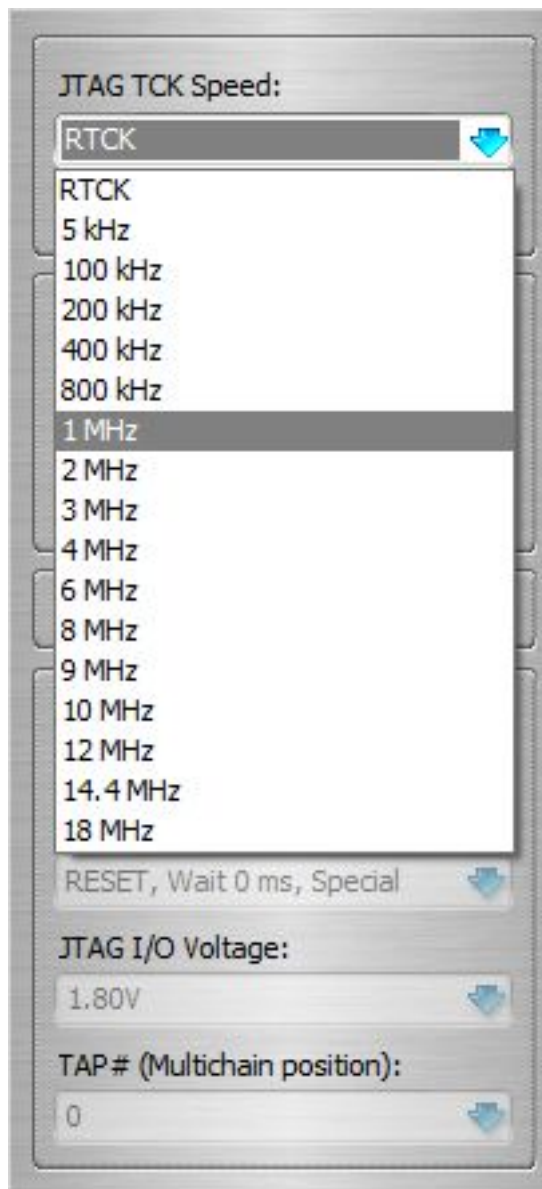 JTAG TCK Speed:
RTCK
RTCK
5 kHz
100 kHz
200 kHz
400 kHz
800 kHz
1 MHz
2 MHz
3 MHz
4 MHz
6 MHz
8 MHz
9 MHz
10 MHz
12 MHz
14.4 MHz
18 MHz
RESET, Wait 0 ms, Special
JTAG I/O Voltage:
1.80V
TAP# (Multichain position):
0